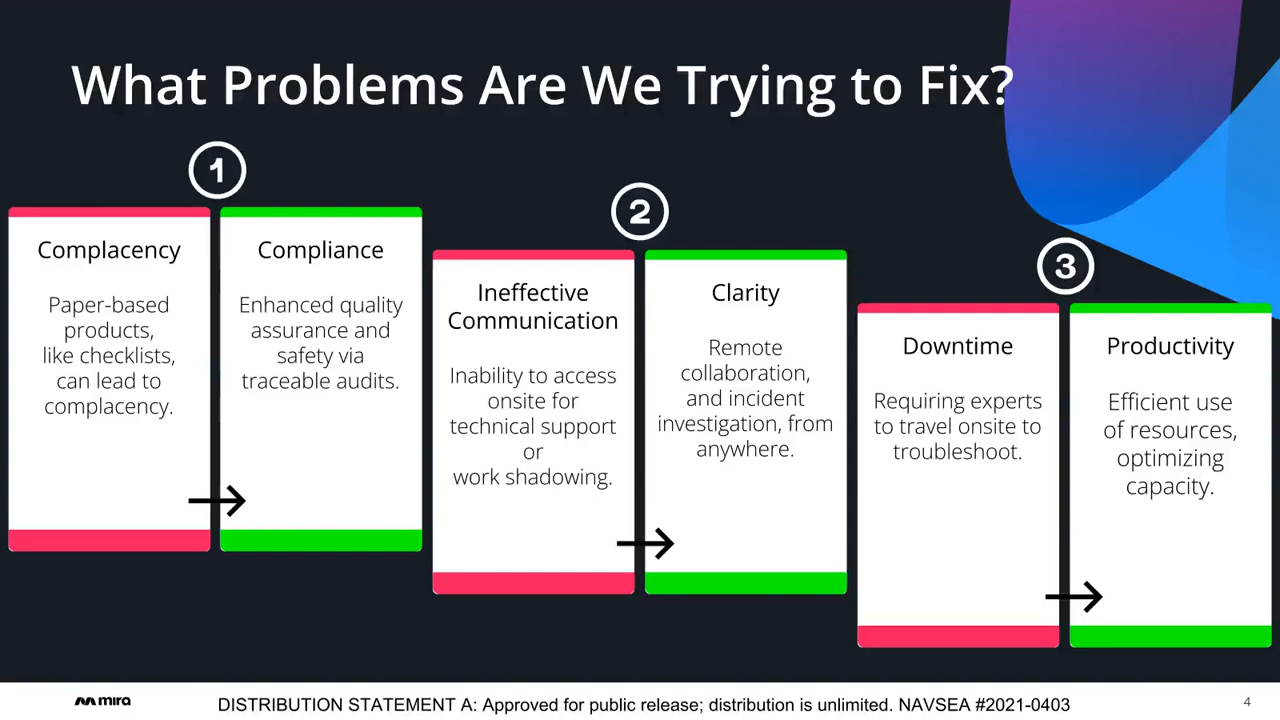 What Problems Are We Trying to Fix?
1
Complacency
Paper-based
products,
like checklists,
can lead to
complacency.
Compliance
Enhanced quality
assurance and
safety via
traceable audits.
2
Ineffective
Communication
Inability to access
onsite for
technical support
or
work shadowing.
Clarity
Remote
collaboration,
and incident
investigation, from
anywhere.
3
Downtime
Requiring experts
to travel onsite to
troubleshoot.
Productivity
Efficient use
of resources,
optimizing
capacity.
mira
DISTRIBUTION STATEMENT A: Approved for public release; distribution is unlimited. NAVSEA #2021-0403
4